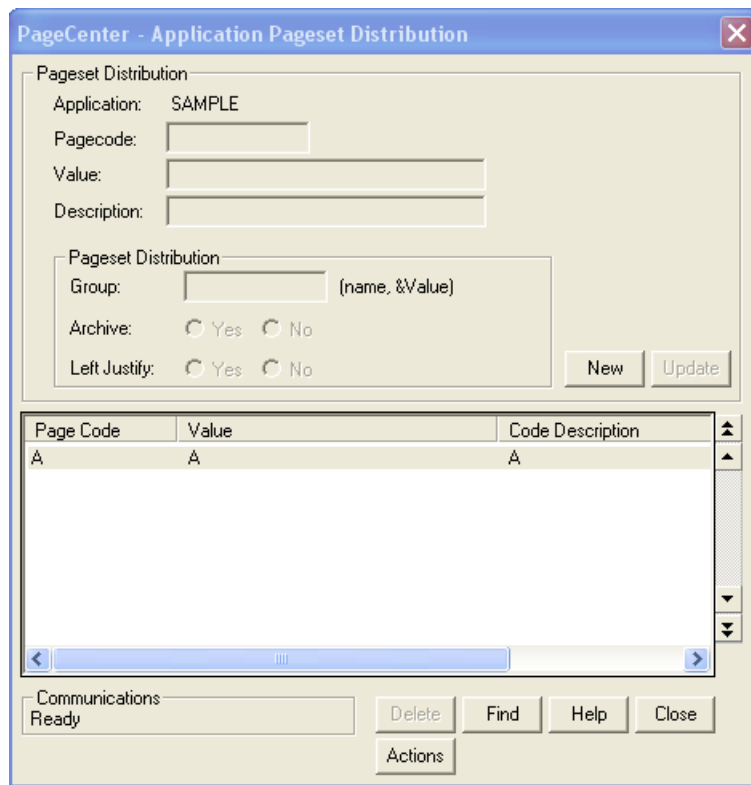 PageCenter - Application Pageset Distribution
Pageset Distribution
Application: SAMPLE
Pagecode:
Value:
Description:
Pageset Distribution
Group: (name, &Value)
Archive: Yes No
Left Justify: Yes No
New Update
Page Code Value Code Description
A A A
Communications
Ready
Delete Find Help Close
Actions